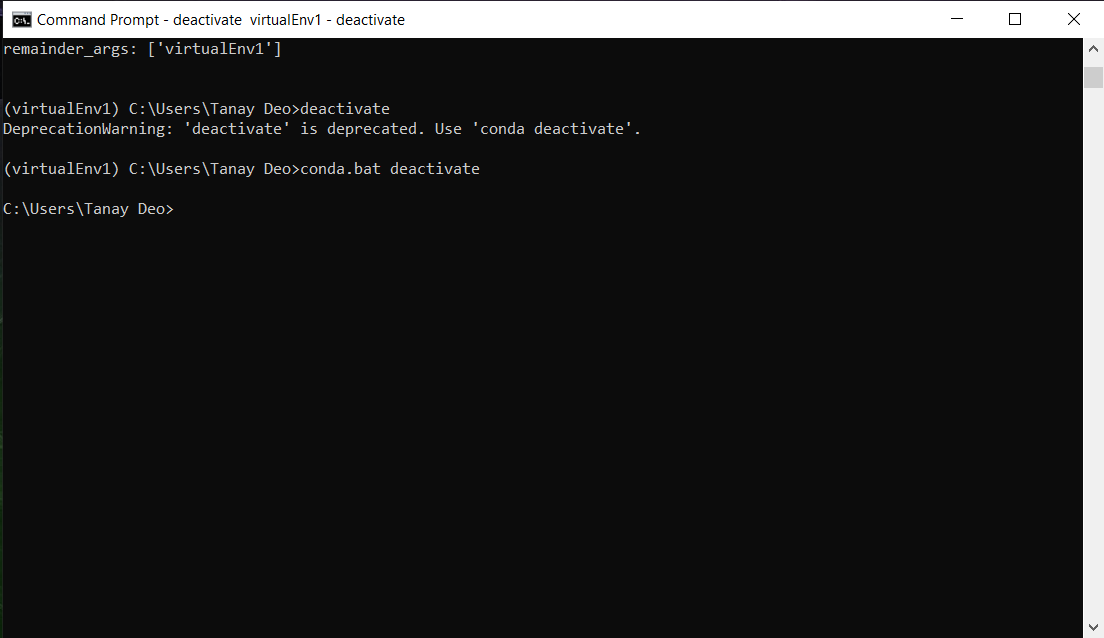 Command Prompt - deactivate  virtualEnv1 - deactivate
remainder_args: ['virtualEnv1']
(virtualEnv1) C:\Users\Tanay Deo>deactivate
DeprecationWarning: 'deactivate' is deprecated. Use 'conda deactivate'.
(virtualEnv1) C:\Users\Tanay Deo>conda.bat deactivate
C:\Users\Tanay Deo>